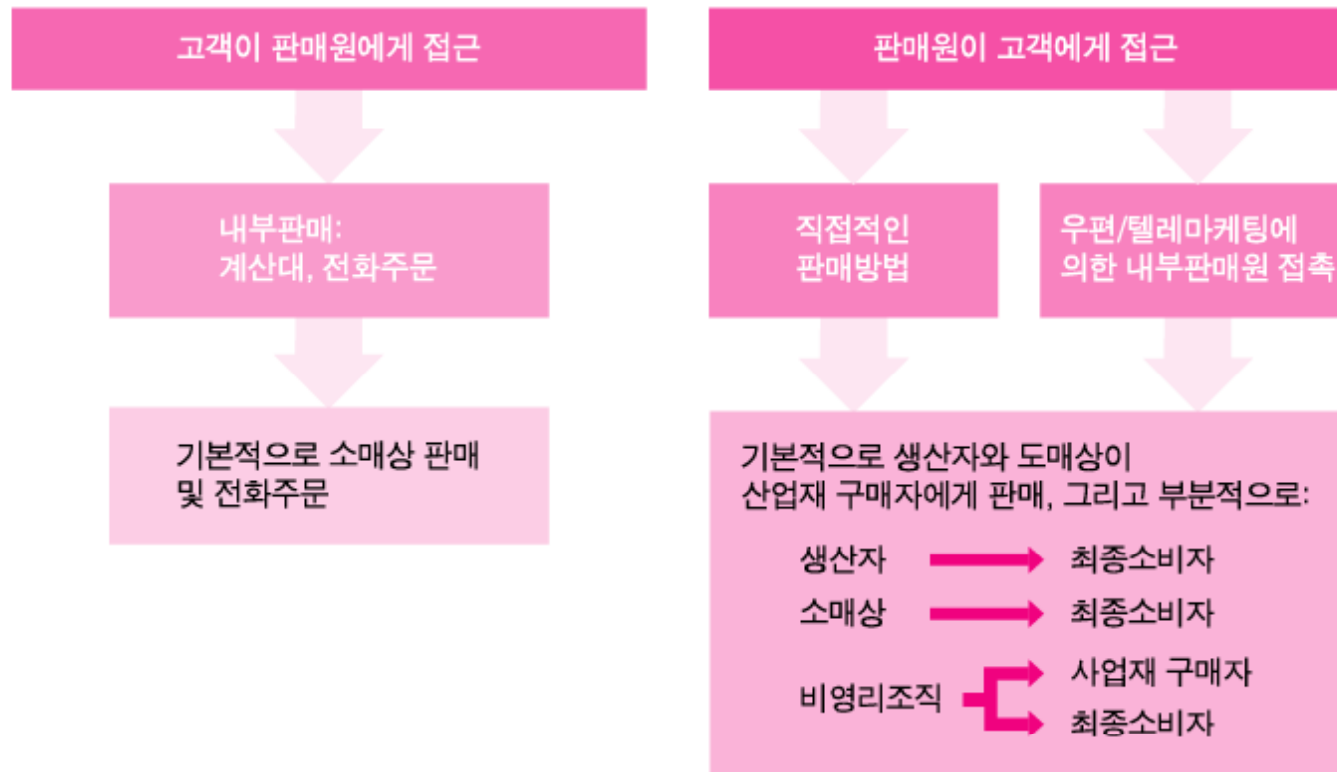 고객이 판매원에게 접근
내부판매:
계산대, 전화주문
기본적으로 소매상 판매
및 전화주문
판매원이 고객에게 접근
직접적인
판매방법
우편/텔레마케팅에
의한 내부판매원 접촉
기본적으로 생산자와 도매상이
산업재 구매자에게 판매, 그리고 부분적으로:
생산자 최종소비자
소매상 최종소비자
비영리조직 사업재 구매자
최종소비자